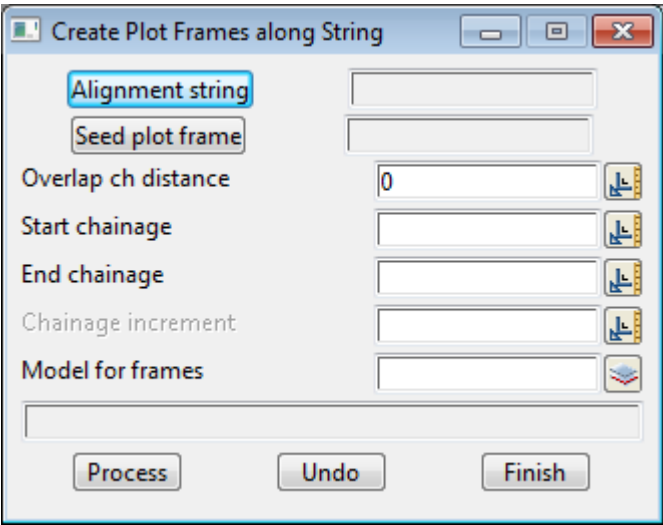 Create Plot Frames along String
Alignment string
Seed plot frame
Overlap ch distance 0
Start chainage
End chainage
Chainage increment
Model for frames
Process Undo Finish